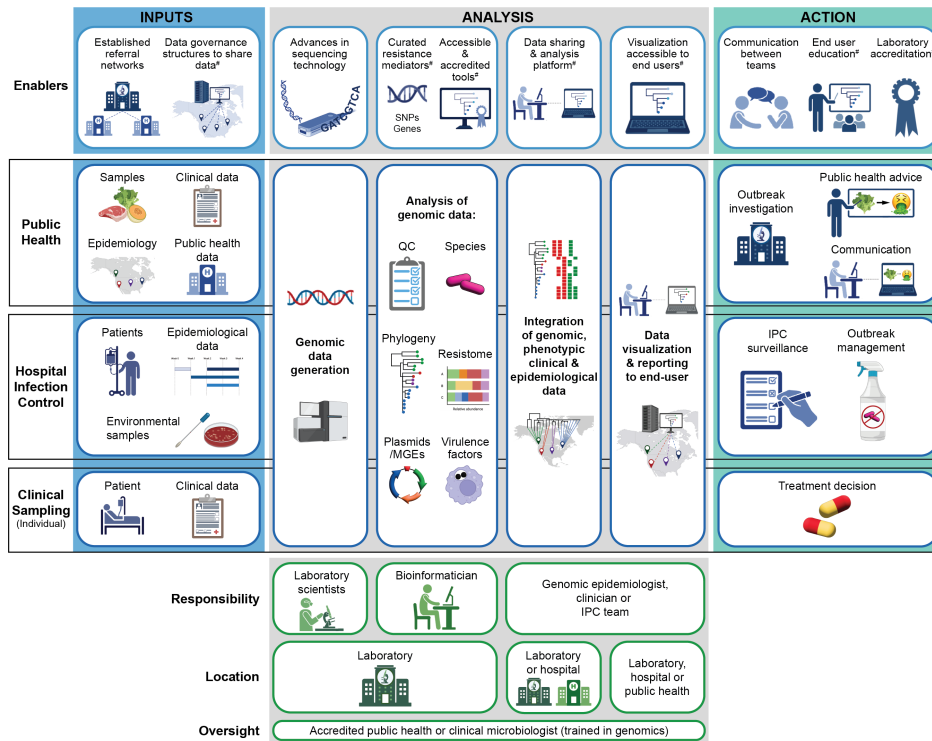 INPUTS
ANALYSIS
ACTION
Enablers
Established
referral
networks
Data governance
structures to share
data#
Advances in
sequencing
technology
GATCGTCA
Curated
resistance
mediators#
SNPs
Genes
Accessible
& accredited
tools#
Data sharing
& analysis
platform#
Visualization
accessible to
end users#
Communication
between
teams
End user
education#
Laboratory
accreditation
Public
Health
Samples
Clinical data
Epidemiology
Public health
data
Hospital
Infection
Control
Patients
Epidemiological
data
Environmental
samples
Clinical
Sampling
(Individual)
Patient
Clinical data
Genomic
data
generation
Analysis of
genomic data:
QC
Species
Phylogeny
Resistome
A
B
C
Relative abundance
Plasmids
/MGEs
Virulence
factors
Integration
of genomic,
phenotypic
clinical &
epidemiological
data
Data
visualization
& reporting
to end-user
Outbreak
investigation
Public health advice
Communication
IPC
surveillance
Outbreak
management
Treatment decision
Responsibility
Laboratory
scientists
Bioinformatician
Genomic epidemiologist,
clinician or
IPC team
Location
Laboratory
Laboratory
or hospital
H
Laboratory,
hospital or
public health
Oversight
Accredited public health or clinical microbiologist (trained in genomics)